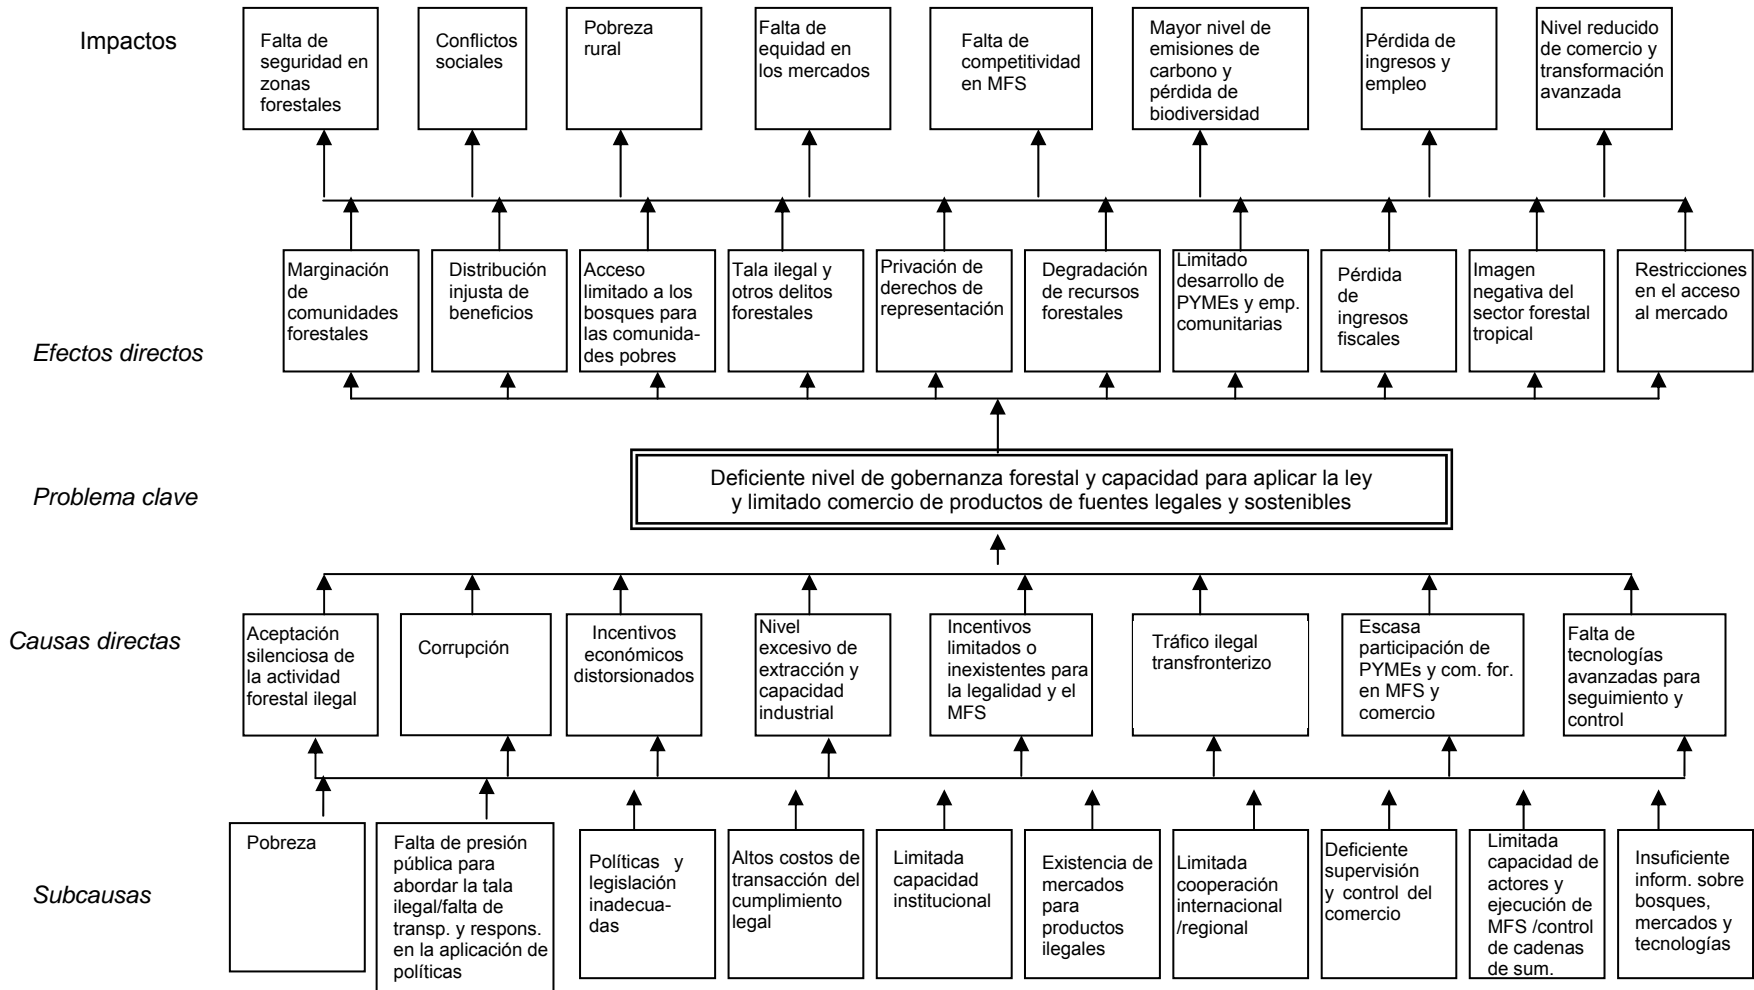 Impactos
Falta de
seguridad en
zonas
forestales
Conflictos
sociales
Pobreza
rural
Falta de
equidad en
los mercados
Falta de
competitividad
en MFS
Mayor nivel de
emisiones de
carbono y
pérdida de
biodiversidad
Pérdida de
ingresos y
empleo
Nivel reducido
de comercio y
transformación
avanzada
Efectos directos
Marginación
de
comunidades
forestales
Distribución
injusta de
beneficios
Acceso
limitado a los
bosques para
las comunida-
des pobres
Tala ilegal y
otros delitos
forestales
Privación de
derechos de
representación
Degradación
de recursos
forestales
Limitado
desarrollo de
PYMEs y emp.
comunitarias
Pérdida
de
ingresos
fiscales
Imagen
negativa del
sector forestal
tropical
Restricciones
en el acceso
al mercado
Problema clave
Deficiente nivel de gobernanza forestal y capacidad para aplicar la ley
y limitado comercio de productos de fuentes legales y sostenibles
Causas directas
Aceptación
silenciosa de
la actividad
forestal ilegal
Corrupción
Incentivos
económicos
distorsionados
Nivel
excesivo de
extracción y
capacidad
industrial
Incentivos
limitados o
inexistentes para
la legalidad y el
MFS
Tráfico ilegal
transfronterizo
Escasa
participación de
PYMEs y com. for.
en MFS y
comercio
Falta de
tecnologías
avanzadas para
seguimiento y
control
Subcausas
Pobreza
Falta de presión
pública para
abordar la tala
ilegal/falta de
transp. y respons.
en la aplicación de
políticas
Políticas y
legislación
inadecua-
das
Altos costos de
transacción del
cumplimiento
legal
Limitada
capacidad
institucional
Existencia de
mercados
para
productos
ilegales
Limitada
cooperación
internacional
/regional
Deficiente
supervisión
y control del
comercio
Limitada
capacidad de
actores y
ejecución de
MFS /control
de cadenas
de sum.
Insuficiente
inform. sobre
bosques,
mercados y
tecnologías